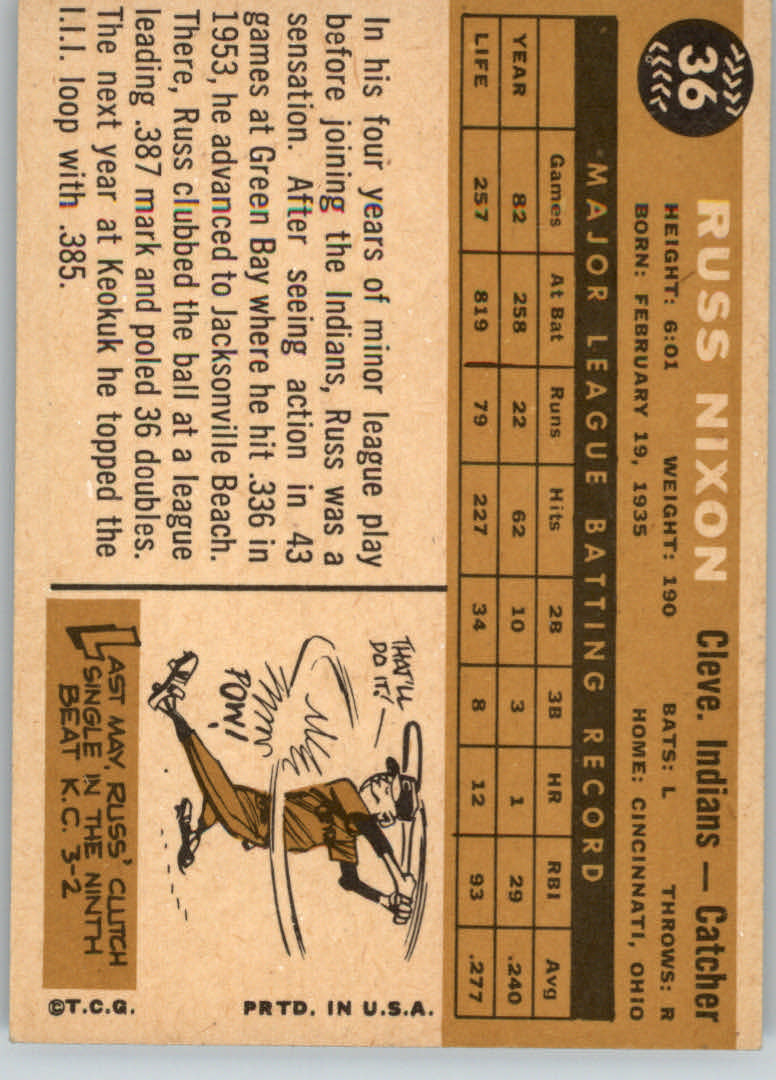 36
RUSS NIXON Cleve. Indians — Catcher
HEIGHT: 6:01 WEIGHT: 190 BATS: L THROWS: R
BORN: FEBRUARY 19, 1935 HOME: CINCINNATI, OHIO
MAJOR LEAGUE BATTING RECORD
Games At Bat Runs Hits 2B 3B HR RBI Avg
YEAR 82 258 22 62 10 3 1 29 .240
LIFE 257 819 79 227 34 8 12 93 .277
In his four years of minor league play
before joining the Indians, Russ was a
sensation. After seeing action in 43
games at Green Bay where he hit .336 in
1953, he advanced to Jacksonville Beach.
There, Russ clubbed the ball at a league
leading .387 mark and poled 36 doubles.
The next year at Keokuk he topped the
I.I.I. loop with .385.
THAT'LL
DO IT!
POW!
LAST MAY, RUSS' CLUTCH
SINGLE IN THE NINTH
BEAT K.C. 3-2
©T.C.G. PRTD. IN U.S.A.